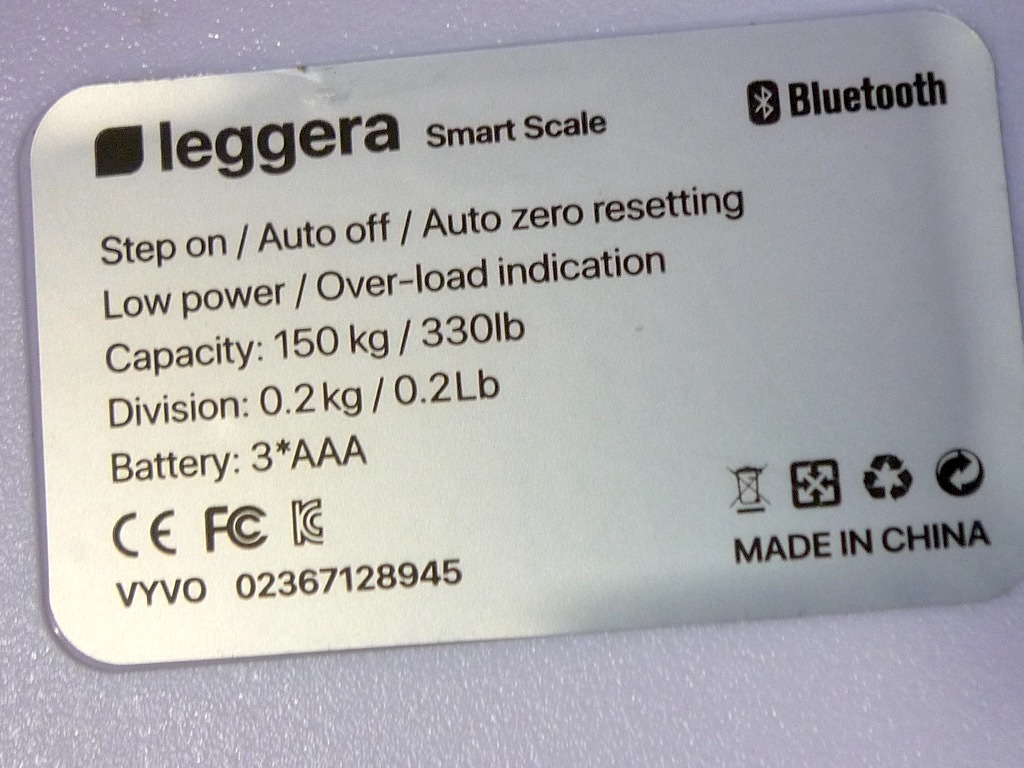 leggera Smart Scale
Bluetooth
Step on / Auto off / Auto zero resetting
Low power / Over-load indication
Capacity: 150 kg / 330lb
Division: 0.2kg / 0.2Lb
Battery: 3*AAA
CE FC KC
VYVO 02367128945
MADE IN CHINA